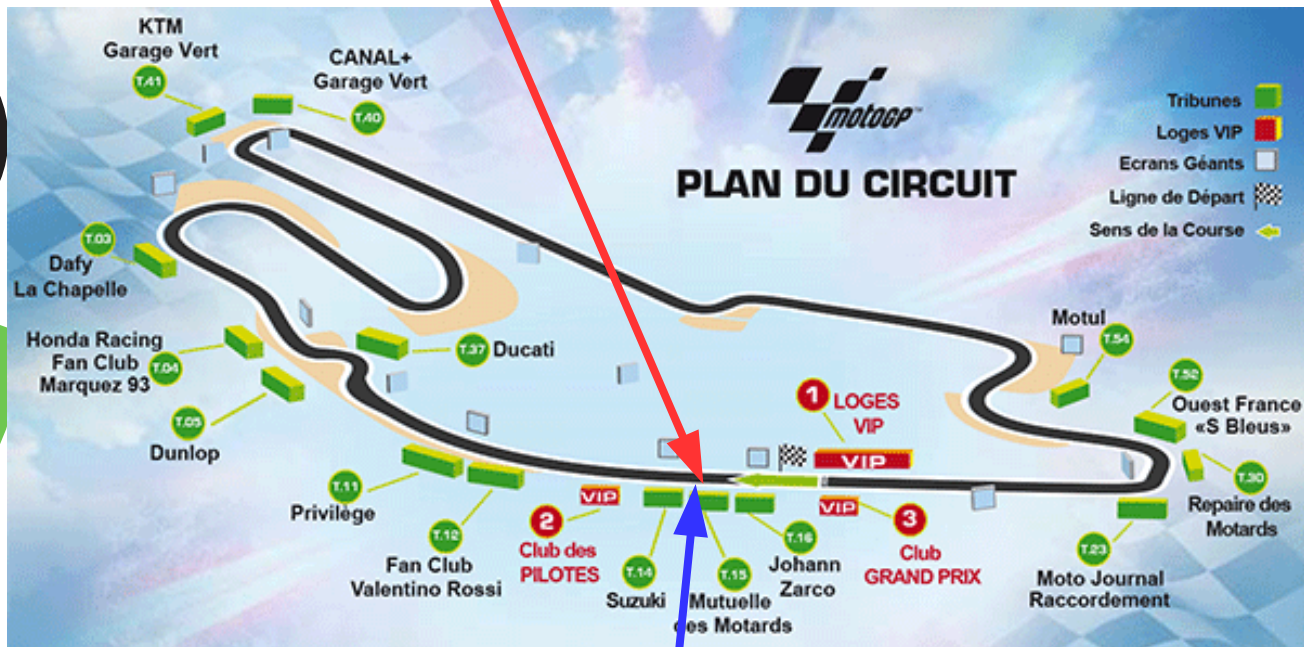 KTM
Garage Vert
T.41
CANAL+
Garage Vert
T.40
motoGP™
PLAN DU CIRCUIT
Tribunes
Loges VIP
Ecrans Géants
Ligne de Départ
Sens de la Course
T.03
Dafy
La Chapelle
Honda Racing
Fan Club
Marquez 93
T.04
T.05
Dunlop
T.37
Ducati
Motul
T.54
T.52
Ouest France
«S Bleus»
1
LOGES
VIP
VIP
T.11
Privilège
T.12
Fan Club
Valentino Rossi
VIP
2
Club des
PILOTES
T.14
Suzuki
T.15
Mutuelle
des Motards
T.16
Johann
Zarco
VIP
3
Club
GRAND PRIX
T.23
Moto Journal
Raccordement
T.30
Repaire des
Motards